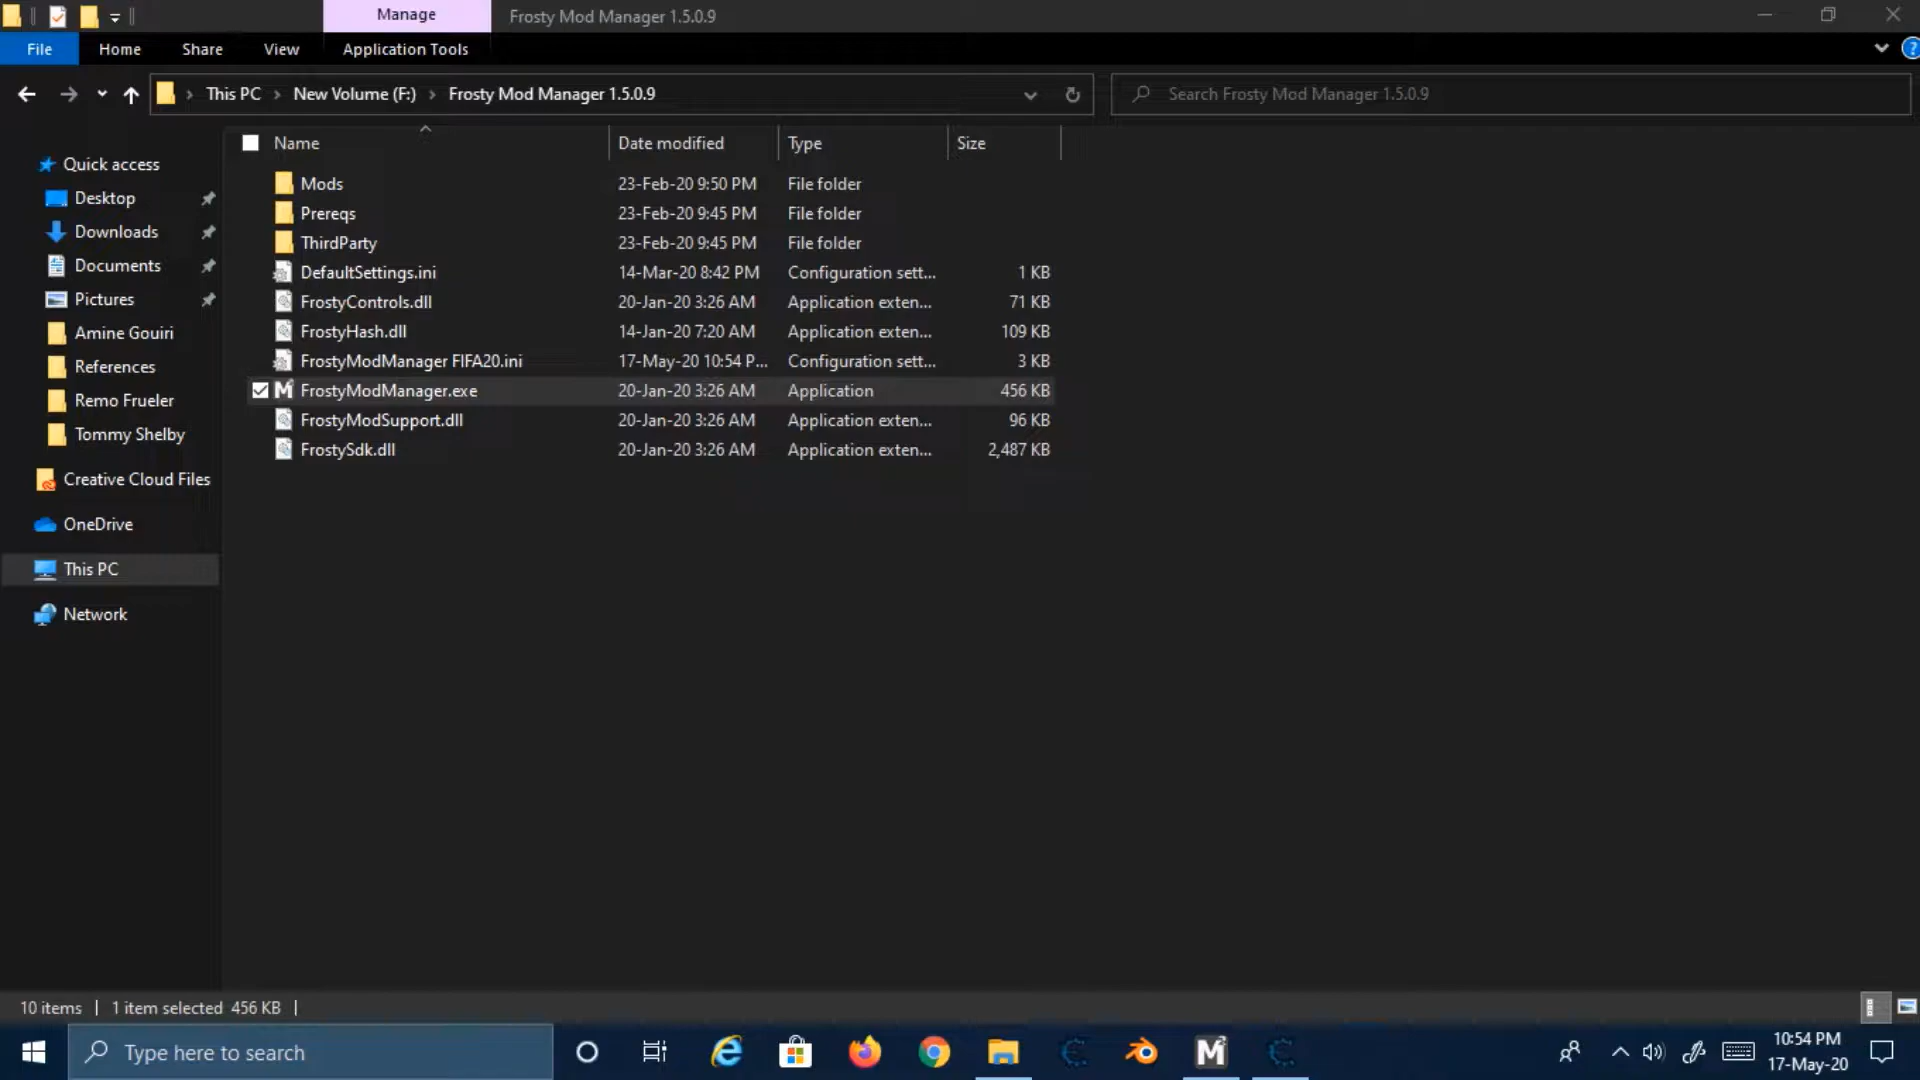 Manage
Frosty Mod Manager 1.5.0.9
File
Home
Share
View
Application Tools
?
This PC
New Volume (F:)
Frosty Mod Manager 1.5.0.9
Search Frosty Mod Manager 1.5.0.9
Name Date modified Type Size
Quick access
Desktop
Downloads
Documents
Pictures
Amine Gouiri
References
Remo Frueler
Tommy Shelby
Creative Cloud Files
OneDrive
This PC
Network
Mods 23-Feb-20 9:50 PM File folder
Prereqs 23-Feb-20 9:45 PM File folder
ThirdParty 23-Feb-20 9:45 PM File folder
DefaultSettings.ini 14-Mar-20 8:42 PM Configuration sett... 1 KB
FrostyControls.dll 20-Jan-20 3:26 AM Application exten... 71 KB
FrostyHash.dll 14-Jan-20 7:20 AM Application exten... 109 KB
FrostyModManager FIFA20.ini 17-May-20 10:54 P... Configuration sett... 3 KB
FrostyModManager.exe 20-Jan-20 3:26 AM Application 456 KB
FrostyModSupport.dll 20-Jan-20 3:26 AM Application exten... 96 KB
FrostySdk.dll 20-Jan-20 3:26 AM Application exten... 2,487 KB
10 items 1 item selected 456 KB
Type here to search
10:54 PM
17-May-20